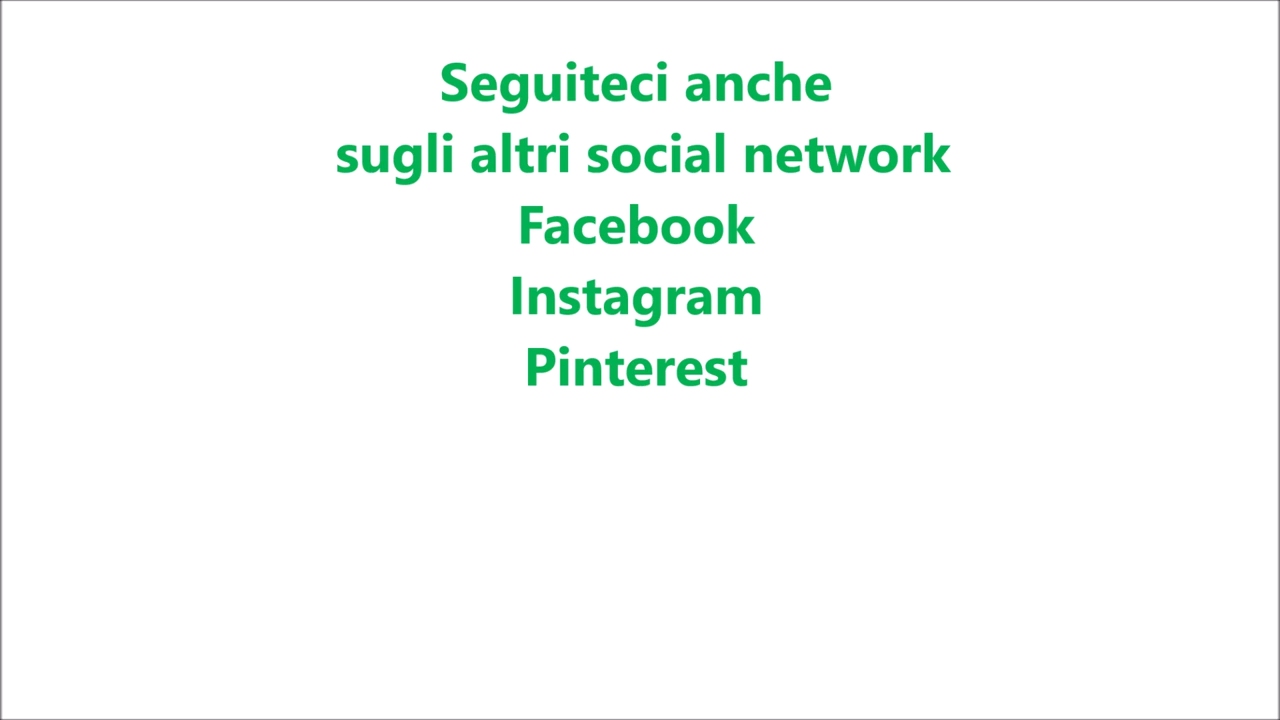 Seguiteci anche
sugli altri social network
Facebook
Instagram
Pinterest